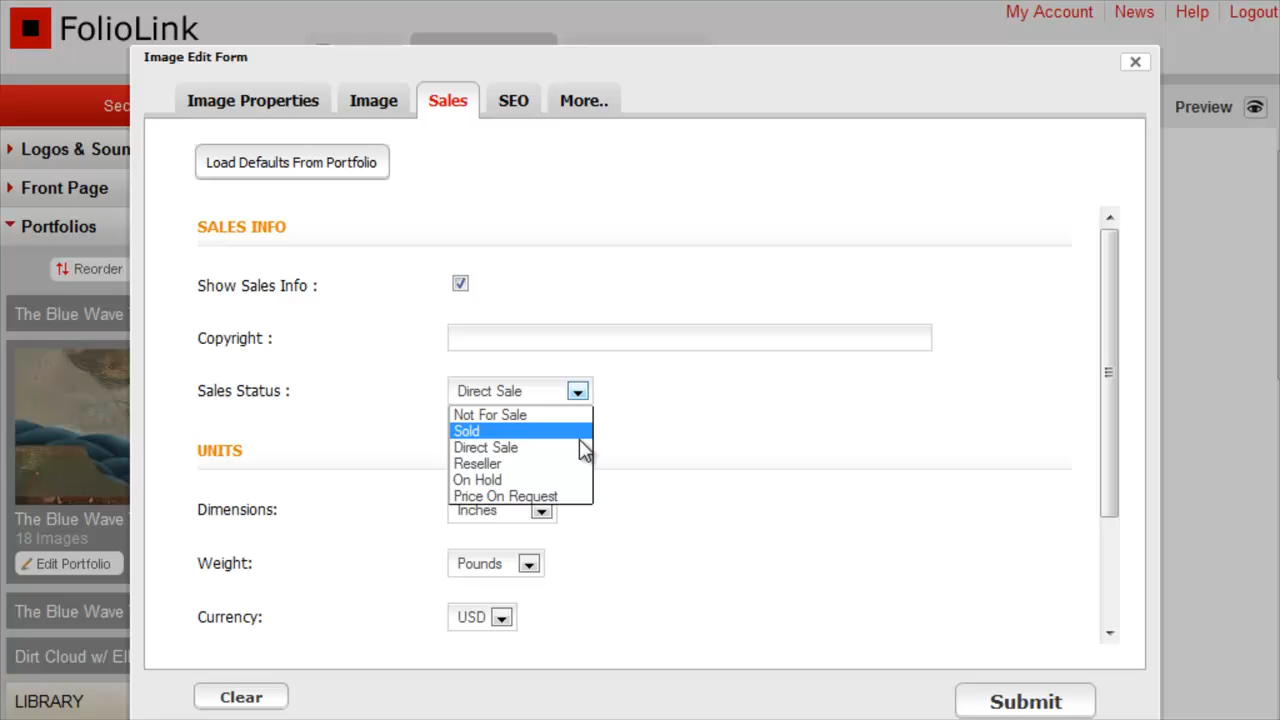 FolioLink
My Account
News
Help
Logout
Image Edit Form
Image Properties
Image
Sales
SEO
More..
Preview
Logos & Soun
Front Page
Portfolios
Reorder
The Blue Wave
The Blue Wave
18 Images
Edit Portfolio
The Blue Wave
Dirt Cloud w/
LIBRARY
Load Defaults From Portfolio
SALES INFO
Show Sales Info :
Copyright :
Sales Status :
Direct Sale
Not For Sale
Sold
Direct Sale
Reseller
On Hold
Price On Request
UNITS
Dimensions:
Inches
Weight:
Pounds
Currency:
USD
Clear
Submit